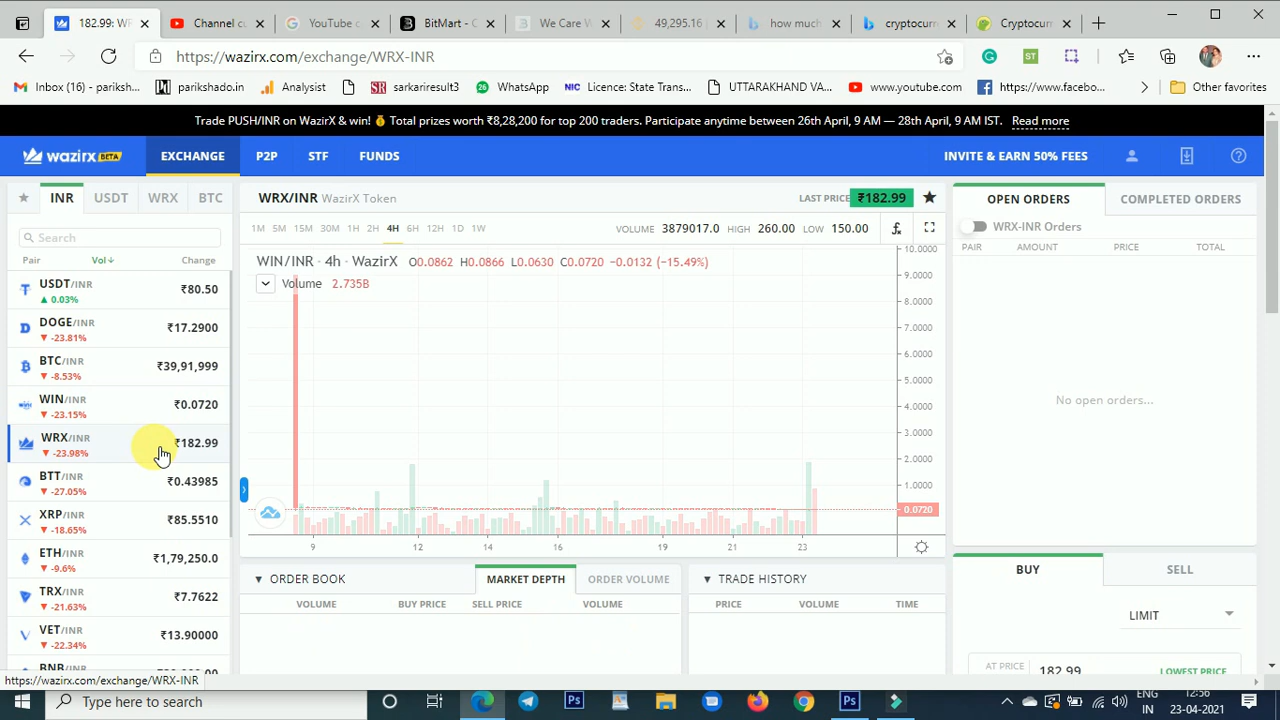 182.99: W
Channel cu
YouTube c
BitMart - C
We Care W
49,295.16 |
how much
cryptocurr
Cryptocurr
https://wazirx.com/exchange/WRX-INR
Inbox (16) - pariksh...
parikshado.in
analysist
sarkariresult3
WhatsApp
Licence: State Trans...
UTTARAKHAND VA...
www.youtube.com
https://www.facebo...
Other favorites
Trade PUSH/INR on WazirX & win! 💰 Total prizes worth ₹8,28,200 for top 200 traders. Participate anytime between 26th April, 9 AM — 28th April, 9 AM IST. Read more
wazirx BETA
EXCHANGE
P2P
STF
FUNDS
INVITE & EARN 50% FEES
INR
USDT
WRX
BTC
Search
Pair Vol↓ Change
USDT/INR ₹80.50
▲ 0.03%
DOGE/INR ₹17.2900
▼ -23.81%
BTC/INR ₹39,91,999
▼ -8.53%
WIN/INR ₹0.0720
▼ -23.15%
WRX/INR ₹182.99
▼ -23.98%
BTT/INR ₹0.43985
▼ -27.05%
XRP/INR ₹85.5510
▼ -18.65%
ETH/INR ₹1,79,250.0
▼ -9.6%
TRX/INR ₹7.7622
▼ -21.63%
VET/INR ₹13.90000
▼ -22.34%
BNB
https://wazirx.com/exchange/WRX-INR
WRX/INR WazirX Token
LAST PRICE ₹182.99
1M 5M 15M 30M 1H 2H 4H 6H 12H 1D 1W
VOLUME 3879017.0 HIGH 260.00 LOW 150.00
WIN/INR · 4h · WazirX O0.0862 H0.0866 L0.0630 C0.0720 -0.0132 (-15.49%)
Volume 2.735B
10.0000
9.0000
8.0000
7.0000
6.0000
5.0000
4.0000
3.0000
2.0000
1.0000
0.0720
9 12 14 16 19 21 23
▼ ORDER BOOK
MARKET DEPTH
ORDER VOLUME
VOLUME BUY PRICE SELL PRICE VOLUME
▼ TRADE HISTORY
PRICE VOLUME TIME
OPEN ORDERS
COMPLETED ORDERS
WRX-INR Orders
PAIR AMOUNT PRICE TOTAL
No open orders...
BUY
SELL
LIMIT
AT PRICE 182.99 LOWEST PRICE
Type here to search
ENG
IN
12:56
23-04-2021